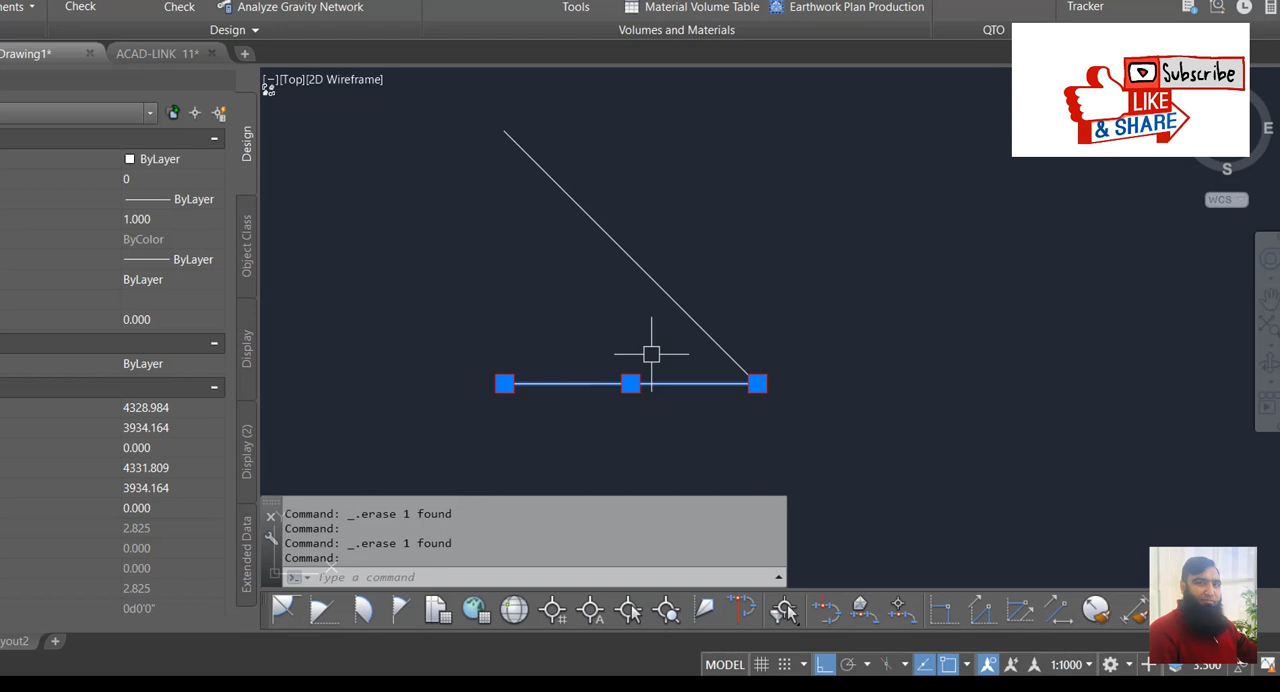 ments
Check
Check
Analyze Gravity Network
Tools
Material Volume Table
Earthwork Plan Production
Tracker
Design
Volumes and Materials
QTO
Drawing1*
ACAD-LINK 11*
[−][Top][2D Wireframe]
Subscribe
LIKE
& SHARE
E
S
WCS
Design
Object Class
Display
Display (2)
Extended Data
ByLayer
0
ByLayer
1.000
ByColor
ByLayer
ByLayer
0.000
ByLayer
4328.984
3934.164
0.000
4331.809
3934.164
0.000
2.825
0.000
0.000
2.825
0d0'0"
Command: _.erase 1 found
Command:
Command: _.erase 1 found
Command:
Type a command
yout2
MODEL
1:1000
3.500